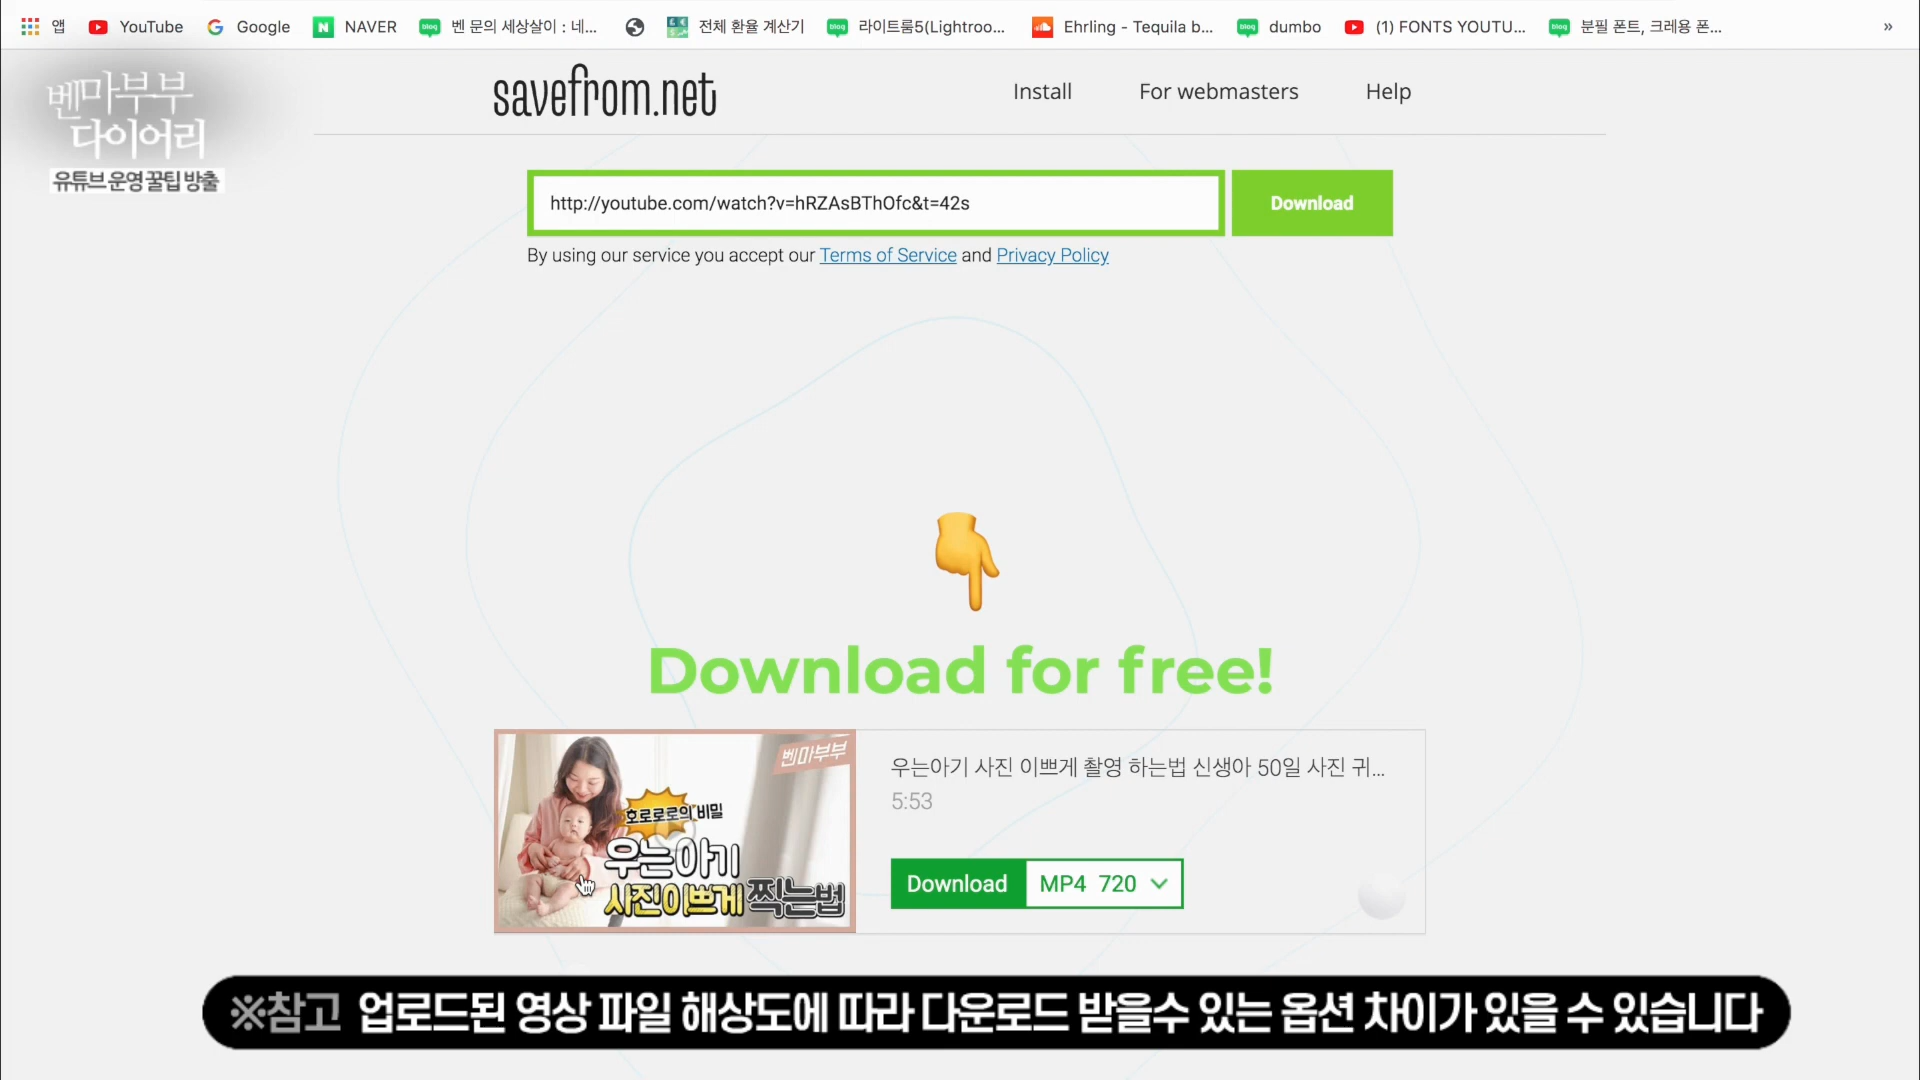 앱
YouTube
Google
NAVER
벤 문의 세상살이 : 네...
전체 환율 계산기
라이트룸5(Lightroo...
Ehrling - Tequila b...
dumbo
(1) FONTS YOUTU...
분필 폰트, 크레용 폰...
»
벤마부부
다이어리
유튜브 운영 꿀팁 방출
savefrom.net
Install
For webmasters
Help
http://youtube.com/watch?v=hRZAsBThOfc&t=42s
Download
By using our service you accept our Terms of Service and Privacy Policy
Download for free!
벤마부부
호로로로의 비밀
우는아기
사진이쁘게 찍는법
우는아기 사진 이쁘게 촬영 하는법 신생아 50일 사진 귀...
5:53
Download MP4 720
※참고 업로드된 영상 파일 해상도에 따라 다운로드 받을수 있는 옵션 차이가 있을 수 있습니다